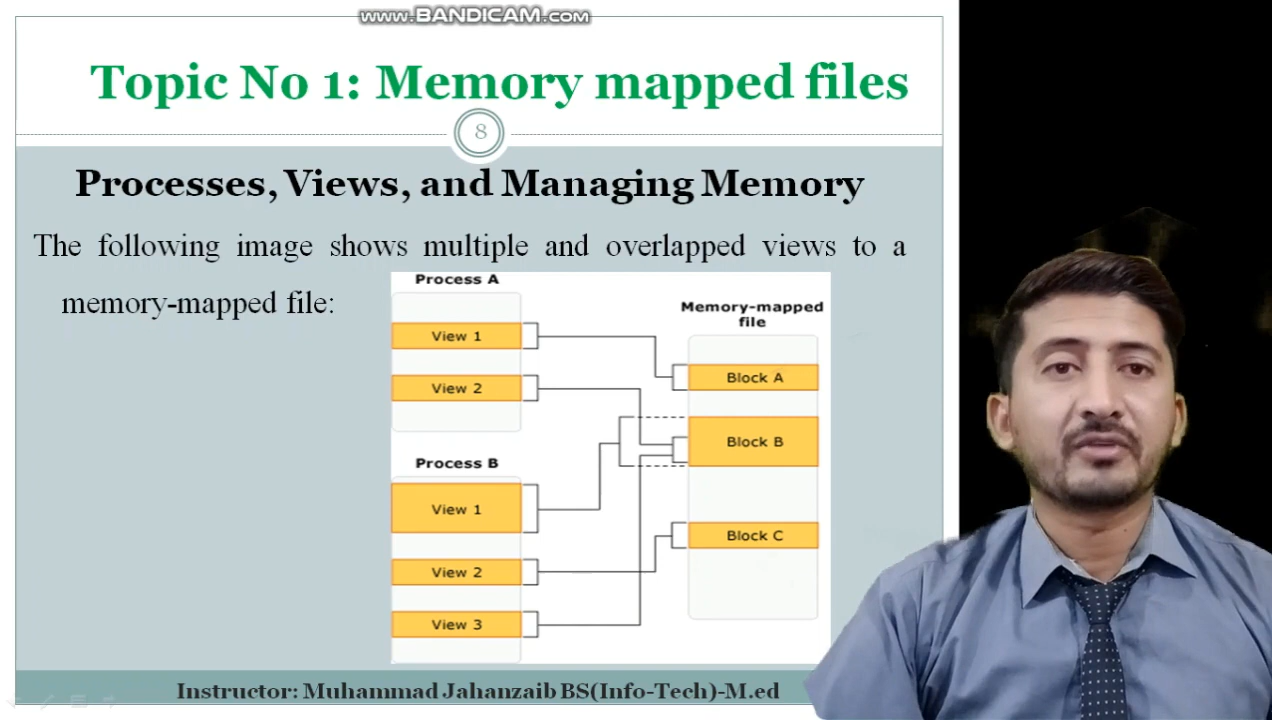 www.BANDICAM.com
Topic No 1: Memory mapped files
8
Processes, Views, and Managing Memory
The following image shows multiple and overlapped views to a
memory-mapped file:
Process A
View 1
View 2
Process B
View 1
View 2
View 3
Memory-mapped
file
Block A
Block B
Block C
Instructor: Muhammad Jahanzaib BS(Info-Tech)-M.ed